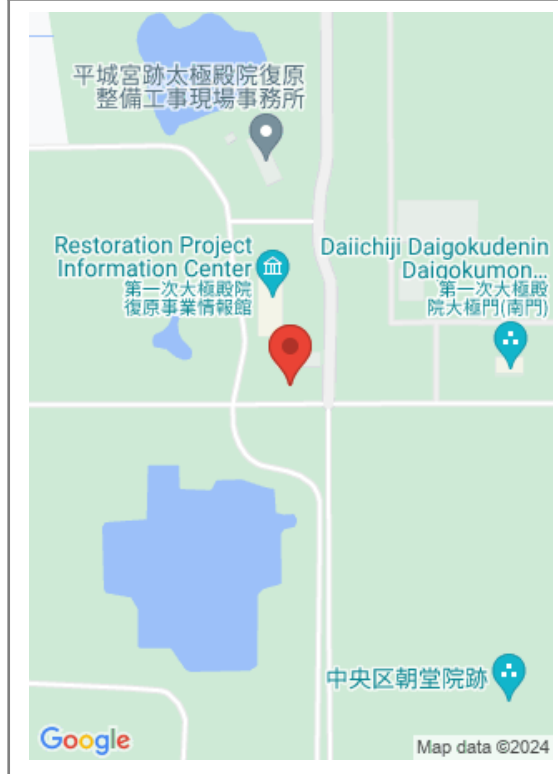 平城宮跡太極殿院復原
整備工事現場事務所
Restoration Project
Information Center
第一次大極殿院
復原事業情報館
Daiichiji Daigokudenin
Daigokumon...
第一次大極殿
院大極門(南門)
中央区朝堂院跡
Google
Map data ©2024